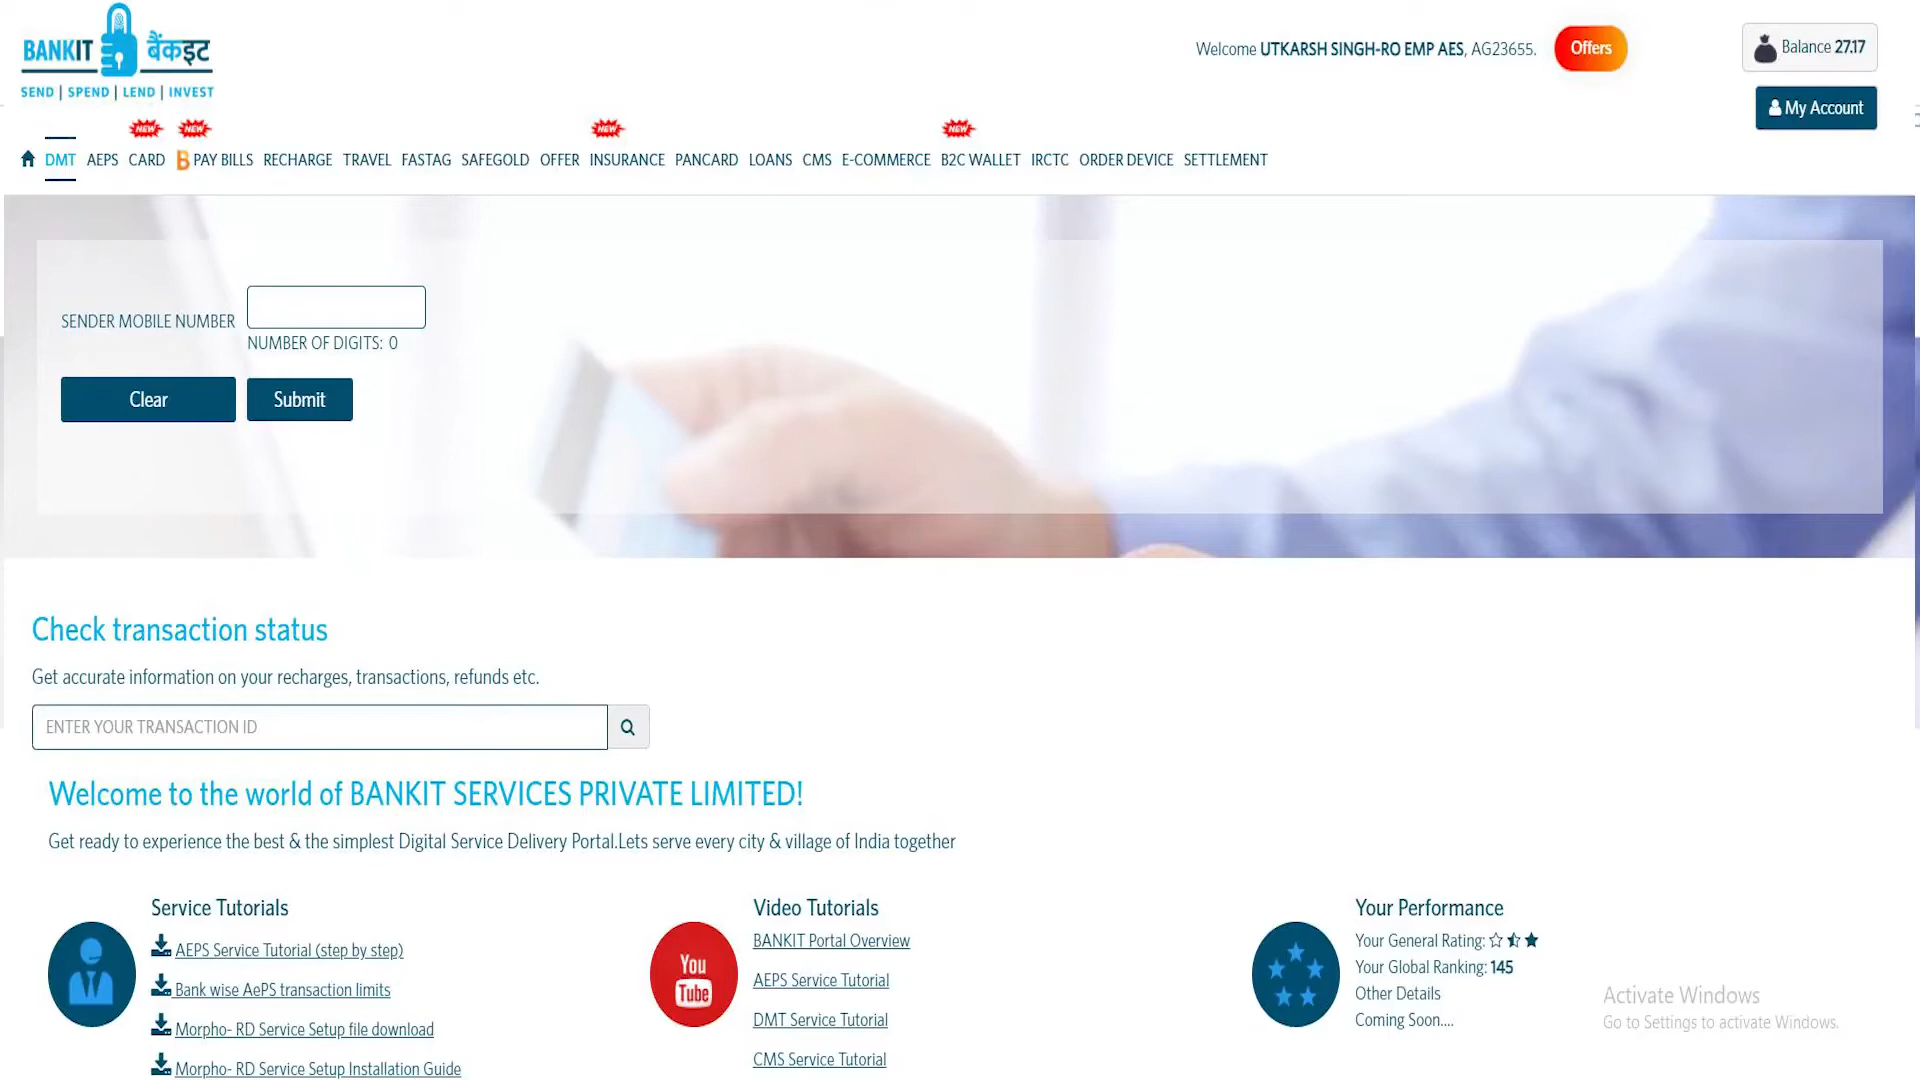 BANKIT बैंकइट
SEND | SPEND | LEND | INVEST
Welcome UTKARSH SINGH-RO EMP AES, AG23655.
Offers
Balance 27.17
My Account
NEW NEW NEW NEW
DMT AEPS CARD PAY BILLS RECHARGE TRAVEL FASTAG SAFEGOLD OFFER INSURANCE PANCARD LOANS CMS E-COMMERCE B2C WALLET IRCTC ORDER DEVICE SETTLEMENT
SENDER MOBILE NUMBER
NUMBER OF DIGITS: 0
Clear Submit
Check transaction status
Get accurate information on your recharges, transactions, refunds etc.
ENTER YOUR TRANSACTION ID
Welcome to the world of BANKIT SERVICES PRIVATE LIMITED!
Get ready to experience the best & the simplest Digital Service Delivery Portal.Lets serve every city & village of India together
Service Tutorials
AEPS Service Tutorial (step by step)
Bank wise AePS transaction limits
Morpho- RD Service Setup file download
Morpho- RD Service Setup Installation Guide
You
Tube
Video Tutorials
BANKIT Portal Overview
AEPS Service Tutorial
DMT Service Tutorial
CMS Service Tutorial
Your Performance
Your General Rating:
Your Global Ranking: 145
Other Details
Coming Soon....
Activate Windows
Go to Settings to activate Windows.